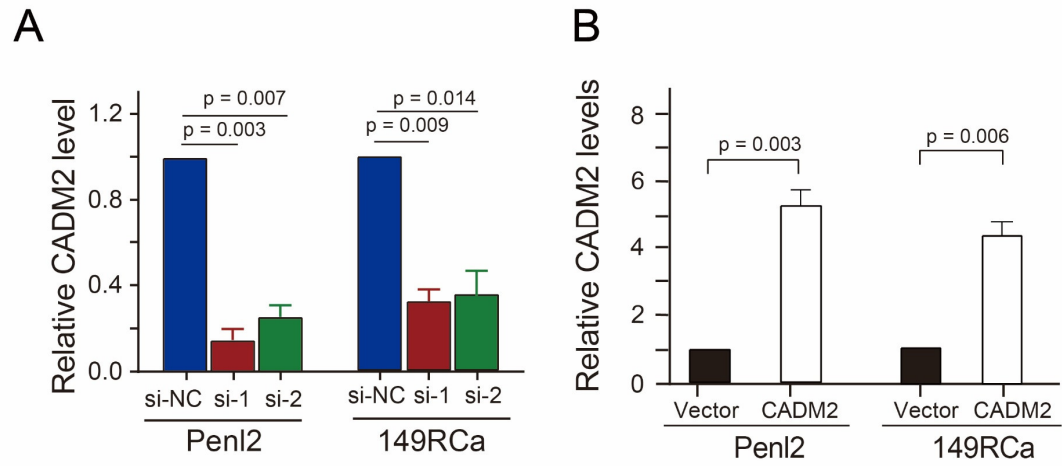 A
Relative CADM2 level
1.2
0.8
0.4
0.0
p = 0.007
p = 0.003
p = 0.014
p = 0.009
si-NC si-1 si-2
si-NC si-1 si-2
Penl2
149RCa
B
Relative CADM2 levels
8
6
4
2
0
p = 0.003
p = 0.006
Vector CADM2
Vector CADM2
Penl2
149RCa